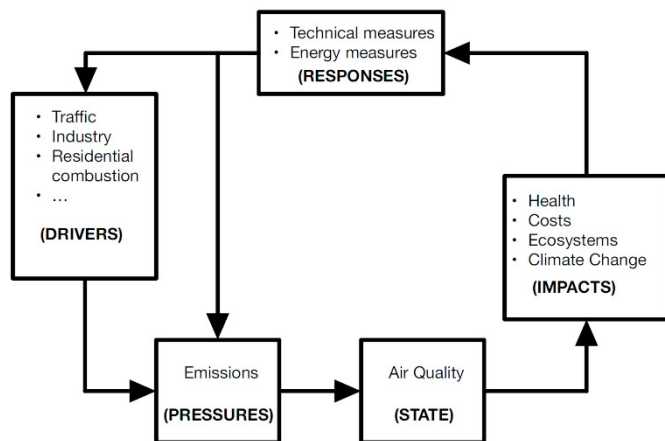 • Technical measures
• Energy measures
(RESPONSES)
• Traffic
• Industry
• Residential
combustion
• ...
(DRIVERS)
• Health
• Costs
• Ecosystems
• Climate Change
(IMPACTS)
Emissions
(PRESSURES)
Air Quality
(STATE)